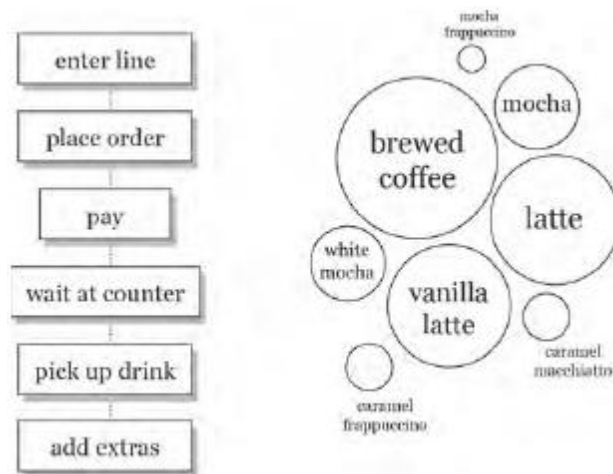 enter line
place order
pay
wait at counter
pick up drink
add extras
mocha
frappuccino
mocha
brewed
coffee
latte
white
mocha
vanilla
latte
caramel
macchiatto
caramel
frappuccino